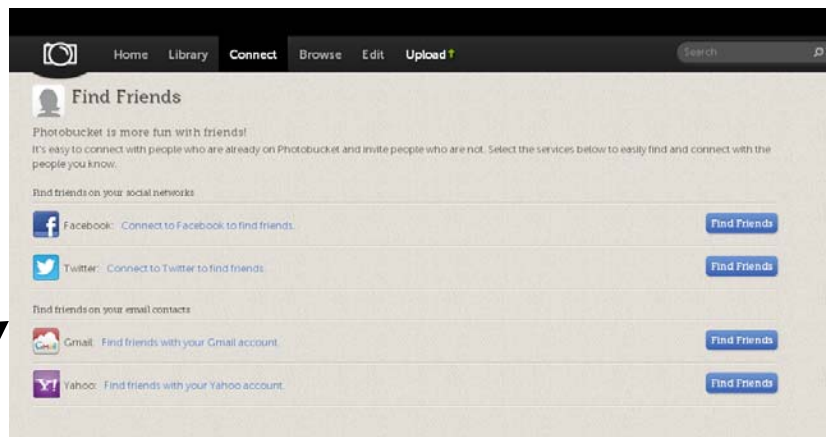 Home Library Connect Browse Edit Upload
Search
Find Friends
Photobucket is more fun with friends!
It's easy to connect with people who are already on Photobucket and invite people who are not. Select the services below to easily find and connect with the
people you know.
Find friends on your social networks
Facebook: Connect to Facebook to find friends. Find Friends
Twitter: Connect to Twitter to find friends. Find Friends
Find friends on your email contacts
Gmail: Find friends with your Gmail account. Find Friends
Yahoo: Find friends with your Yahoo account. Find Friends